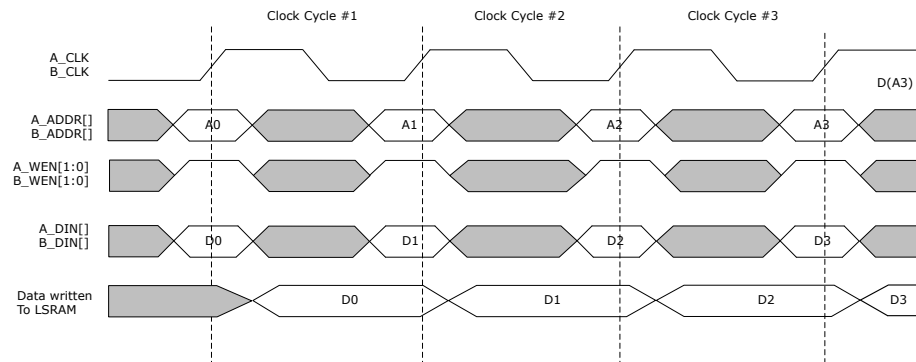 Clock Cycle #1 Clock Cycle #2 Clock Cycle #3
A_CLK
B_CLK
D(A3)
A_ADDR[]
B_ADDR[]
A0 A1 A2 A3
A_WEN[1:0]
B_WEN[1:0]
A_DIN[]
B_DIN[]
D0 D1 D2 D3
Data written
To LSRAM
D0 D1 D2 D3